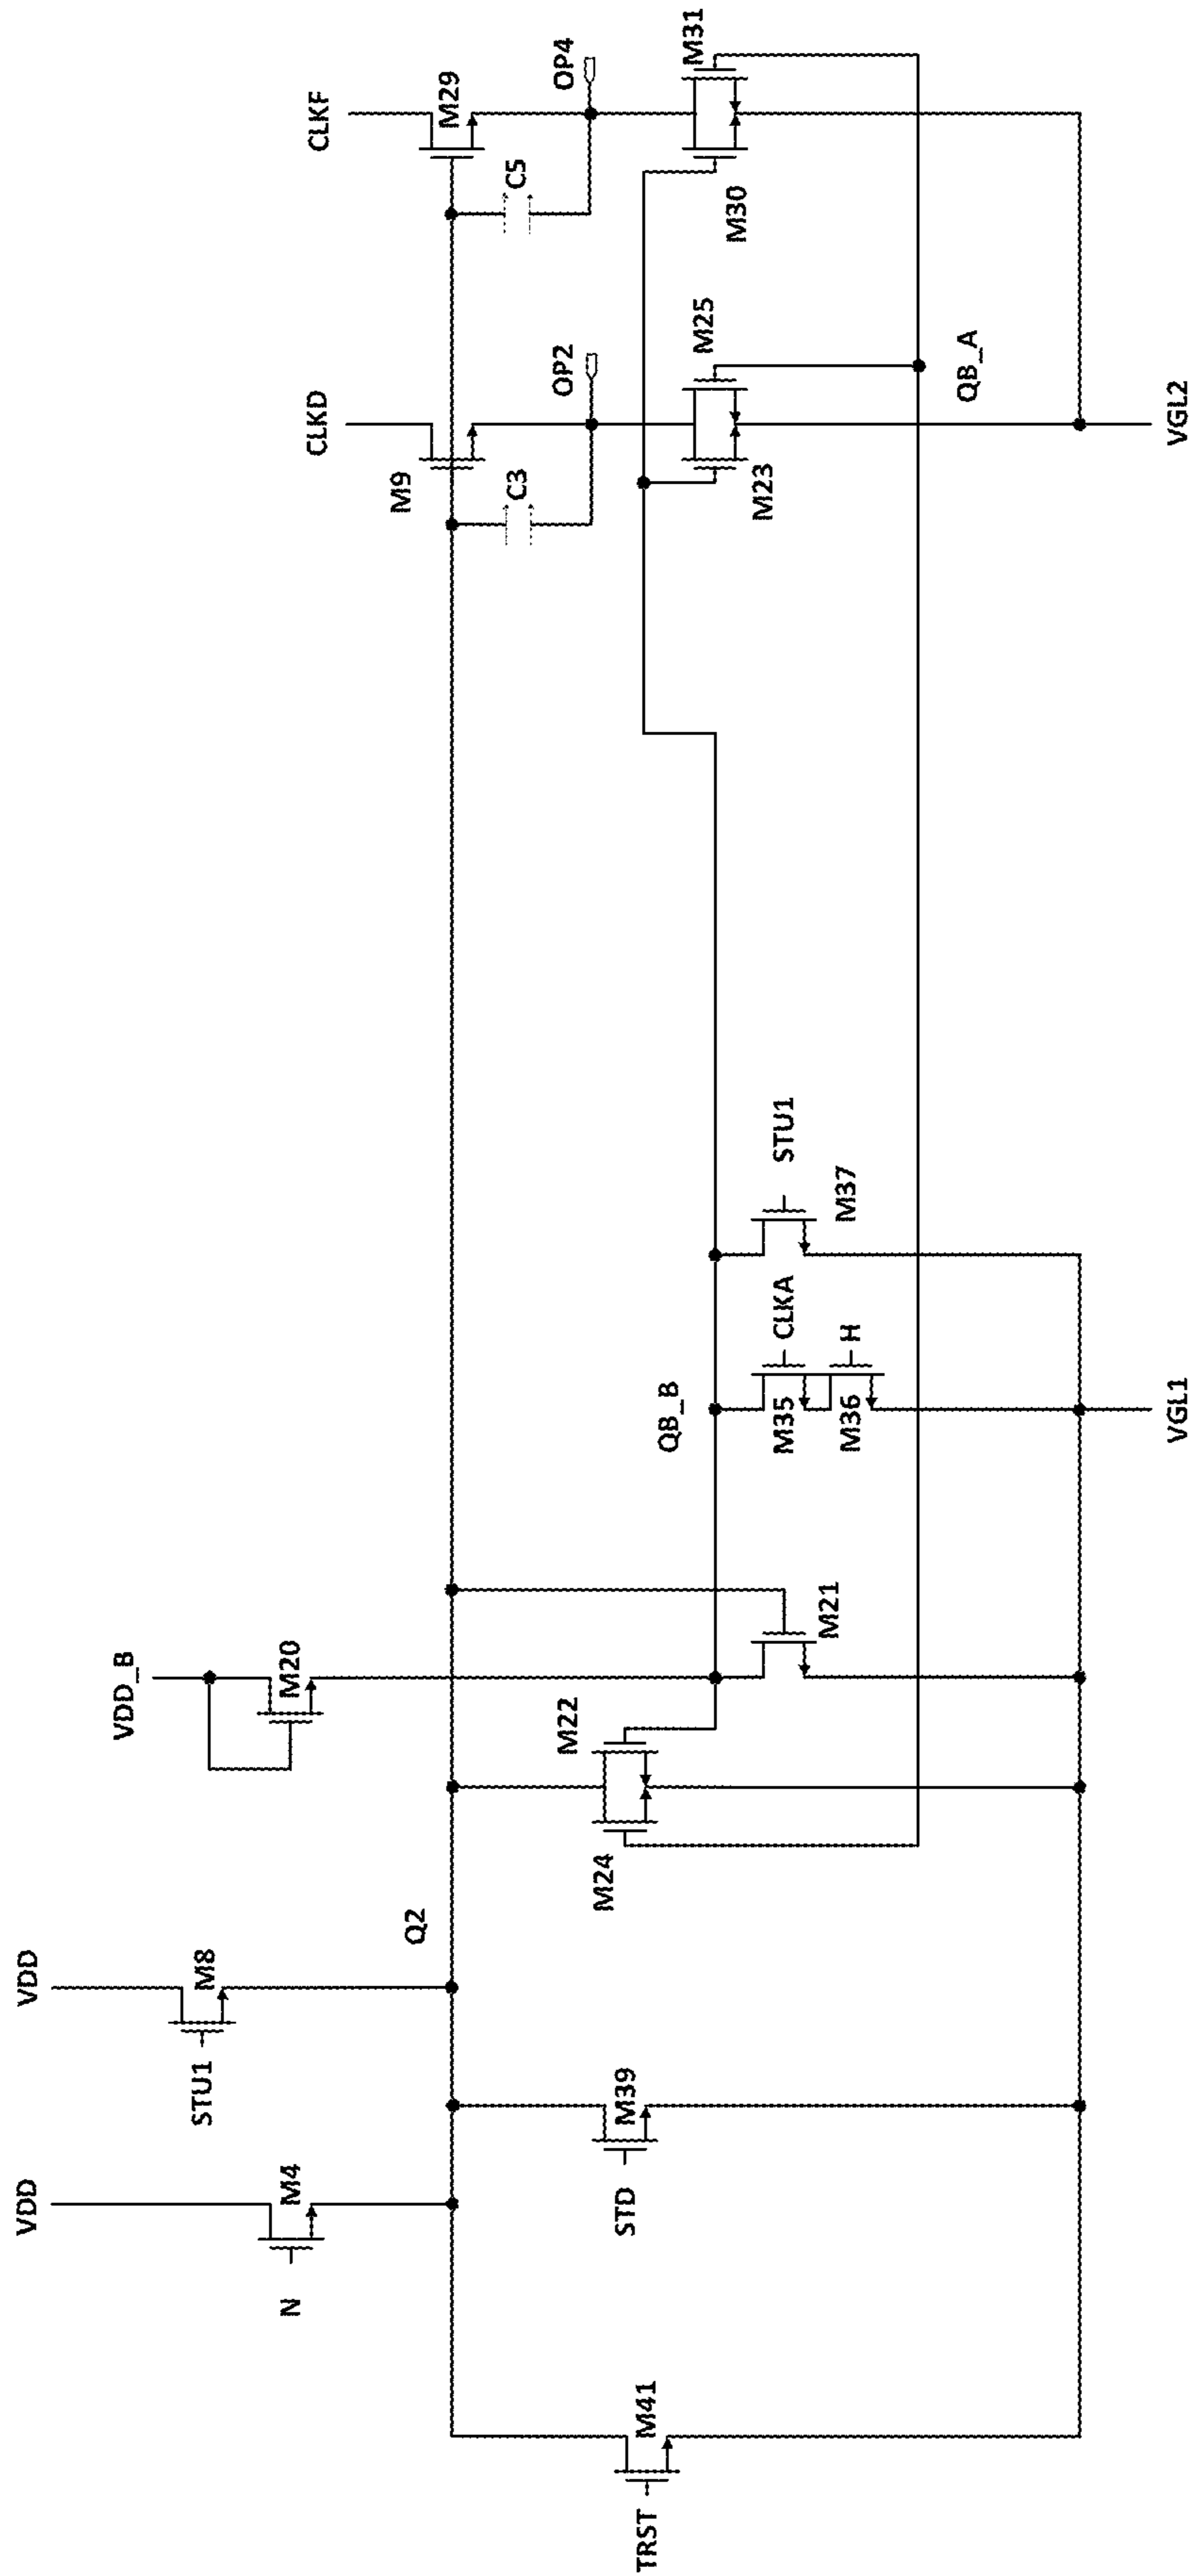 VDD
VDD
VDD_B
CLKD
CLKF
N
M4
STU1
M8
M20
M9
M29
Q2
C3
C5
OP2
OP4
TRST
M41
STD
M39
M24
M22
M21
QB_B
M35
CLKA
M36
H
STU1
M37
M23
M25
M30
M31
QB_A
VGL1
VGL2